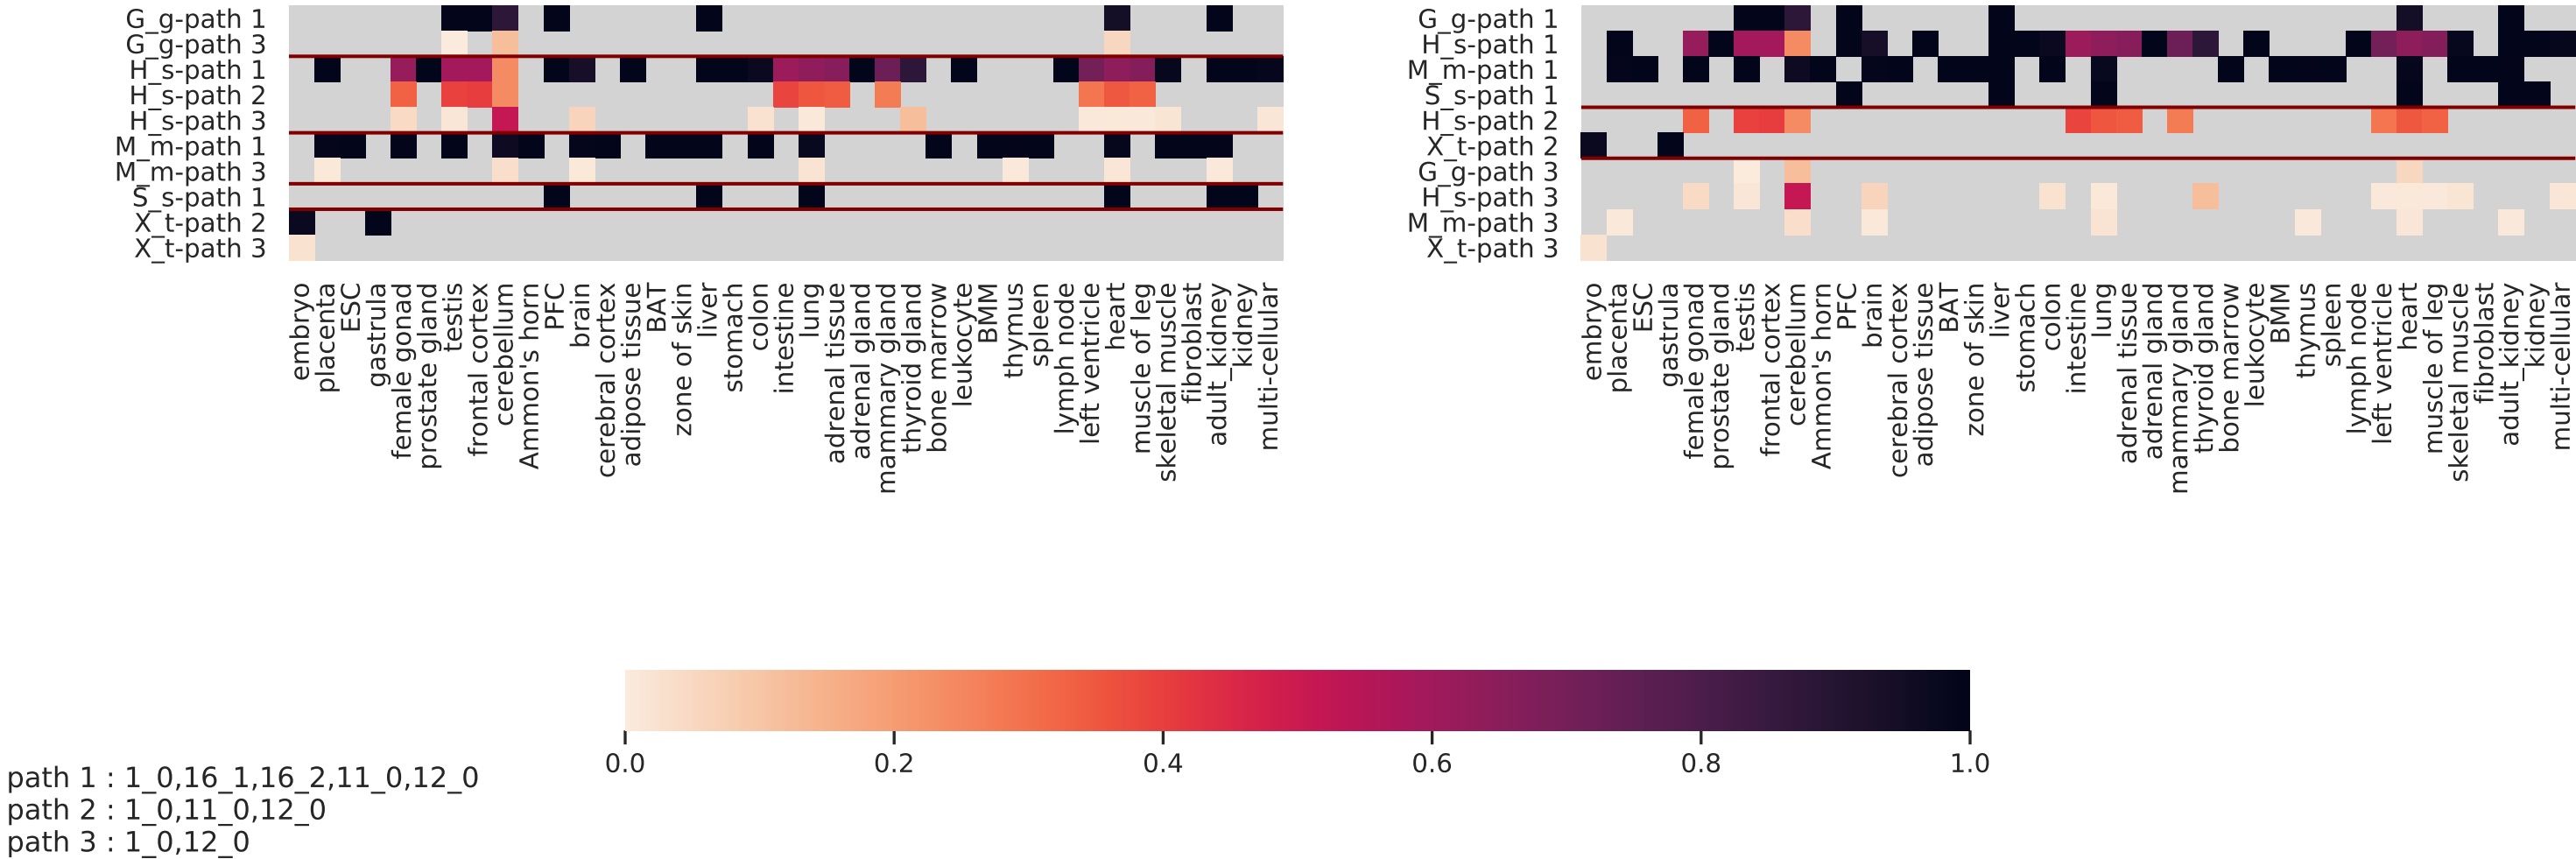 G_g-path 1
G_g-path 3
H_s-path 1
H_s-path 2
H_s-path 3
M_m-path 1
M_m-path 3
S_s-path 1
X_t-path 2
X_t-path 3
embryo
placenta
ESC
gastrula
female gonad
prostate gland
testis
frontal cortex
cerebellum
Ammon's horn
PFC
brain
cerebral cortex
adipose tissue
BAT
zone of skin
liver
stomach
colon
intestine
lung
adrenal tissue
adrenal gland
mammary gland
thyroid gland
bone marrow
leukocyte
BMM
thymus
spleen
lymph node
left ventricle
heart
muscle of leg
skeletal muscle
fibroblast
adult_kidney
kidney
multi-cellular
G_g-path 1
H_s-path 1
M_m-path 1
S_s-path 1
H_s-path 2
X_t-path 2
G_g-path 3
H_s-path 3
M_m-path 3
X_t-path 3
embryo
placenta
ESC
gastrula
female gonad
prostate gland
testis
frontal cortex
cerebellum
Ammon's horn
PFC
brain
cerebral cortex
adipose tissue
BAT
zone of skin
liver
stomach
colon
intestine
lung
adrenal tissue
adrenal gland
mammary gland
thyroid gland
bone marrow
leukocyte
BMM
thymus
spleen
lymph node
left ventricle
heart
muscle of leg
skeletal muscle
fibroblast
adult_kidney
kidney
multi-cellular
0.0 0.2 0.4 0.6 0.8 1.0
path 1 : 1_0,16_1,16_2,11_0,12_0
path 2 : 1_0,11_0,12_0
path 3 : 1_0,12_0